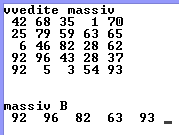 vvedite massiv
42 68 35 1 70
25 79 59 63 65
6 46 82 28 62
92 96 43 28 37
92 5 3 54 93
massiv B
92 96 82 63 93 _